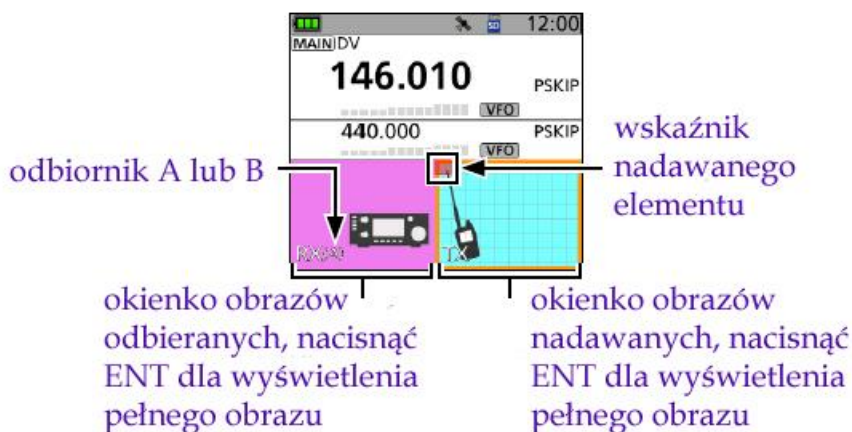 12:00
MAIN DV
146.010 PSKIP
VFO
440.000 PSKIP
VFO
odbiornik A lub B
wskaźnik
nadawanego
elementu
RX(A)
TX
okienko obrazów
odbieranych, nacisnąć
ENT dla wyświetlenia
pełnego obrazu
okienko obrazów
nadawanych, nacisnąć
ENT dla wyświetlenia
pełnego obrazu